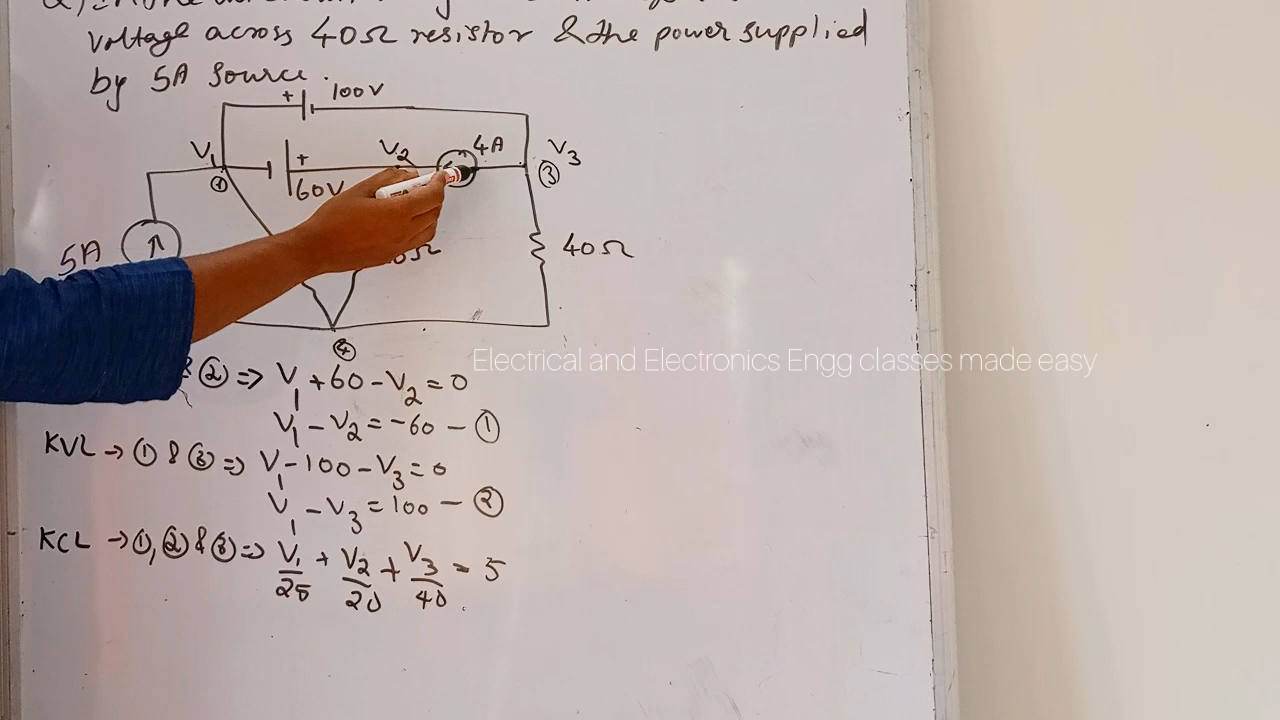 voltage across 40Ω resistor & the power supplied
by 5A source.
+ 100V
V1 + V2 4A V3
① 60V ③
5A 40Ω
④
Electrical and Electronics Engg classes made easy
② => V1 + 60 - V2 = 0
V1 - V2 = -60 - ①
KVL → ① & ③ => V1 - 100 - V3 = 0
V1 - V3 = 100 - ②
KCL → ①, ② & ③ => V1/25 + V2/20 + V3/40 = 5